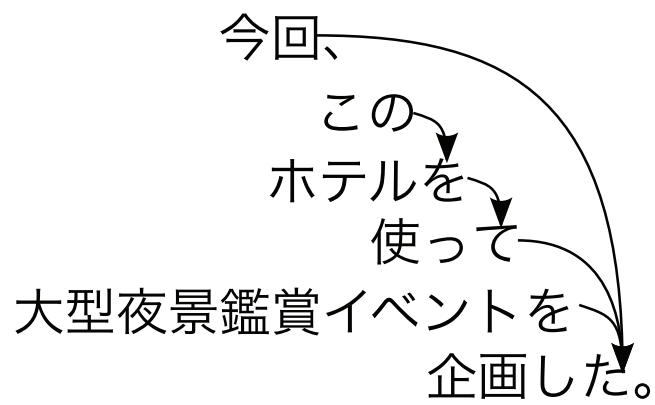 今回、
この
ホテルを
使って
大型夜景鑑賞イベントを
企画した。